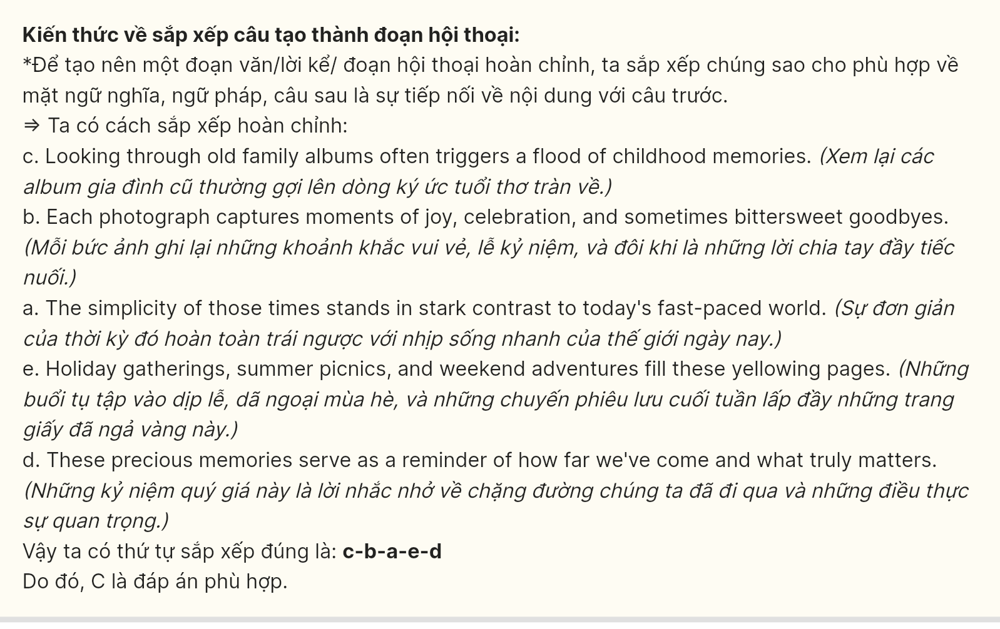 Kiến thức về sắp xếp câu tạo thành đoạn hội thoại:
*Để tạo nên một đoạn văn/lời kể/ đoạn hội thoại hoàn chỉnh, ta sắp xếp chúng sao cho phù hợp về
mặt ngữ nghĩa, ngữ pháp, câu sau là sự tiếp nối về nội dung với câu trước.
⇒ Ta có cách sắp xếp hoàn chỉnh:
c. Looking through old family albums often triggers a flood of childhood memories. (Xem lại các
album gia đình cũ thường gợi lên dòng ký ức tuổi thơ tràn về.)
b. Each photograph captures moments of joy, celebration, and sometimes bittersweet goodbyes.
(Mỗi bức ảnh ghi lại những khoảnh khắc vui vẻ, lễ kỷ niệm, và đôi khi là những lời chia tay đầy tiếc
nuối.)
a. The simplicity of those times stands in stark contrast to today's fast-paced world. (Sự đơn giản
của thời kỳ đó hoàn toàn trái ngược với nhịp sống nhanh của thế giới ngày nay.)
e. Holiday gatherings, summer picnics, and weekend adventures fill these yellowing pages. (Những
buổi tụ tập vào dịp lễ, dã ngoại mùa hè, và những chuyến phiêu lưu cuối tuần lấp đầy những trang
giấy đã ngả vàng này.)
d. These precious memories serve as a reminder of how far we've come and what truly matters.
(Những kỷ niệm quý giá này là lời nhắc nhở về chặng đường chúng ta đã đi qua và những điều thực
sự quan trọng.)
Vậy ta có thứ tự sắp xếp đúng là: c-b-a-e-d
Do đó, C là đáp án phù hợp.